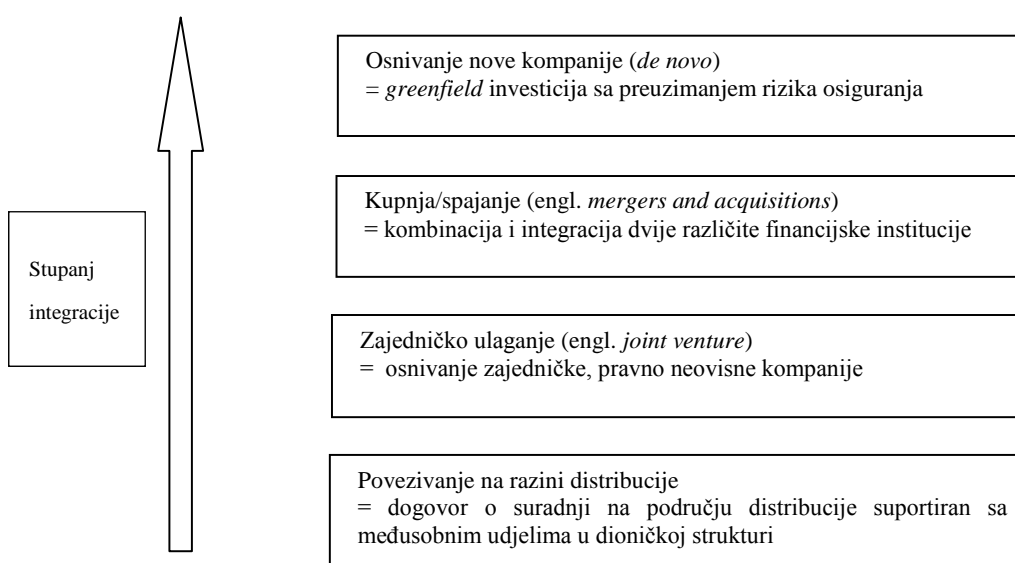 Osnivanje nove kompanije (de novo)
= greenfield investicija sa preuzimanjem rizika osiguranja
Kupnja/spajanje (engl. mergers and acquisitions)
= kombinacija i integracija dvije različite financijske institucije
Stupanj
integracije
Zajedničko ulaganje (engl. joint venture)
= osnivanje zajedničke, pravno neovisne kompanije
Povezivanje na razini distribucije
= dogovor o suradnji na području distribucije suportiran sa
međusobnim udjelima u dioničkoj strukturi